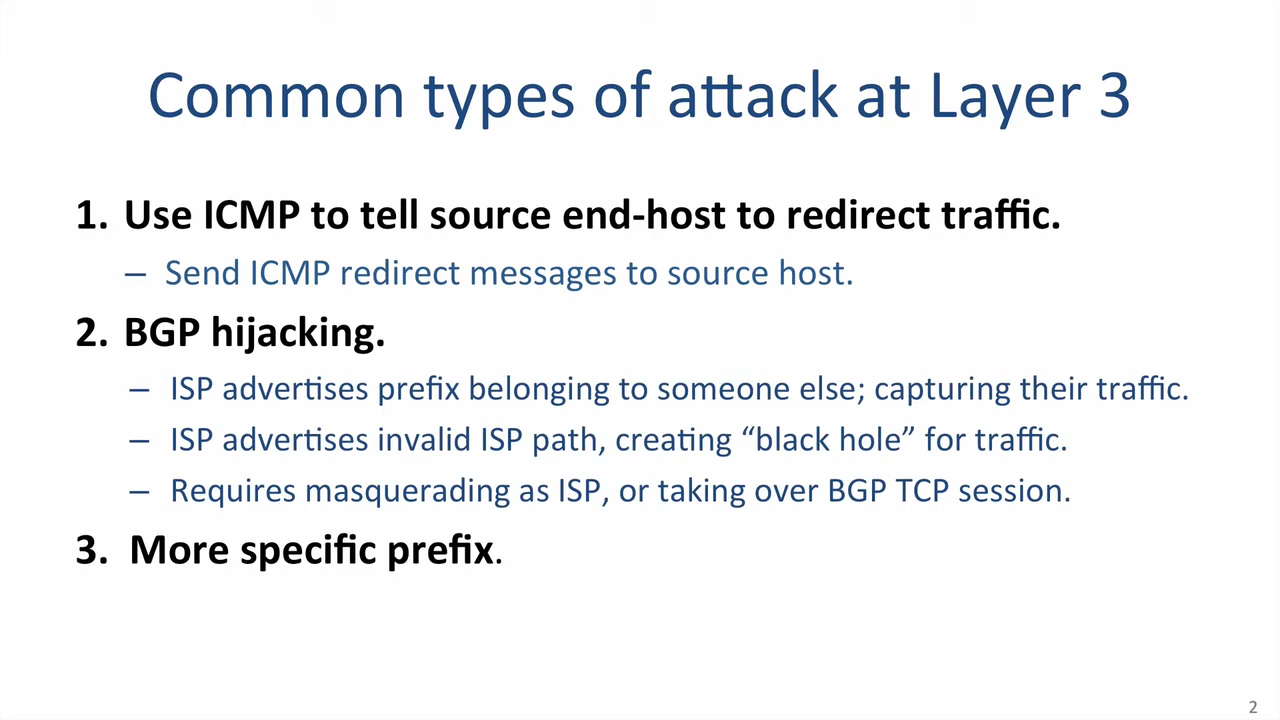 Common types of attack at Layer 3
1. Use ICMP to tell source end-host to redirect traffic.
– Send ICMP redirect messages to source host.
2. BGP hijacking.
– ISP advertises prefix belonging to someone else; capturing their traffic.
– ISP advertises invalid ISP path, creating “black hole” for traffic.
– Requires masquerading as ISP, or taking over BGP TCP session.
3. More specific prefix.
2